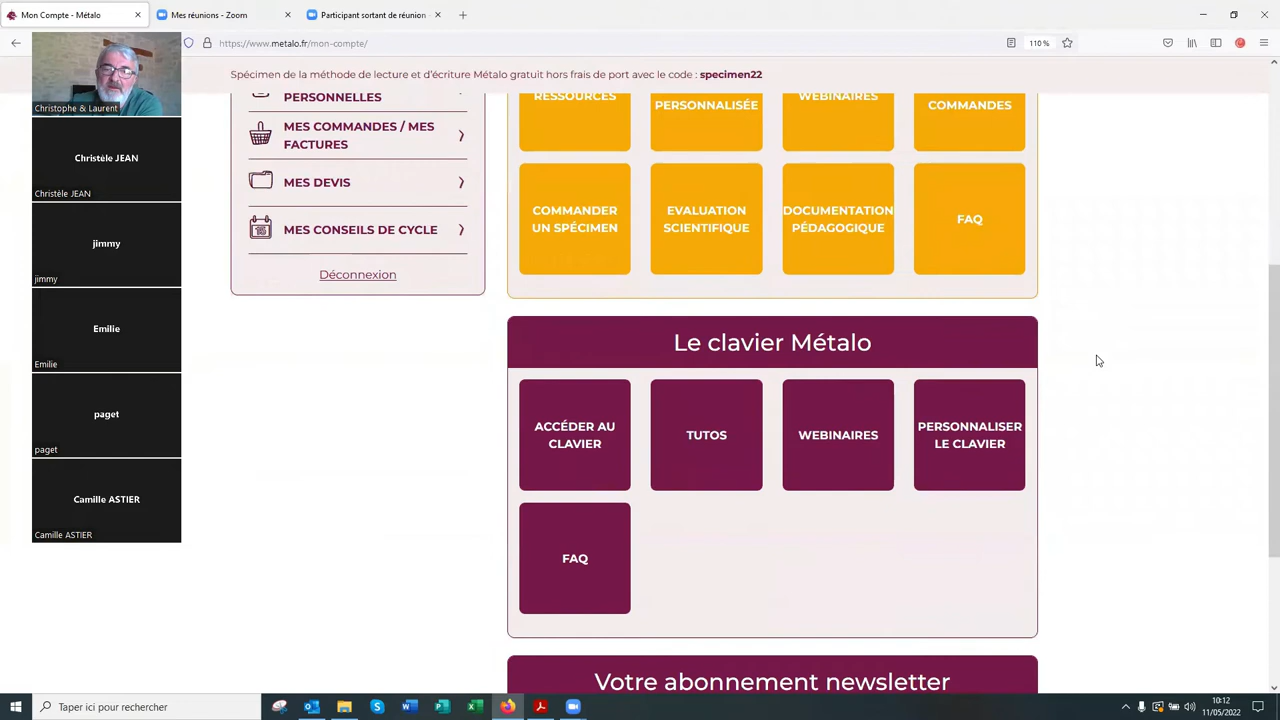 Mon Compte - Métalo
Mes réunions - Zoom
Participant sortant de réunion -
https://www.metalo.fr/mon-compte/
110 %
Spécimen de la méthode de lecture et d'écriture Métalo gratuit hors frais de port avec le code : specimen22
Christophe & Laurent
Christèle JEAN
Christèle JEAN
jimmy
jimmy
Emilie
Emilie
paget
paget
Camille ASTIER
Camille ASTIER
PERSONNELLES
MES COMMANDES / MES
FACTURES
MES DEVIS
MES CONSEILS DE CYCLE
Déconnexion
RESSOURCES
PERSONNALISÉE
WEBINAIRES
COMMANDES
COMMANDER
UN SPÉCIMEN
EVALUATION
SCIENTIFIQUE
DOCUMENTATION
PÉDAGOGIQUE
FAQ
Le clavier Métalo
ACCÉDER AU
CLAVIER
TUTOS
WEBINAIRES
PERSONNALISER
LE CLAVIER
FAQ
Votre abonnement newsletter
Taper ici pour rechercher
10:12
11/05/2022